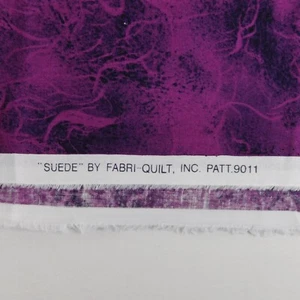 "SUEDE" BY FABRI-QUILT, INC. PATT.9011